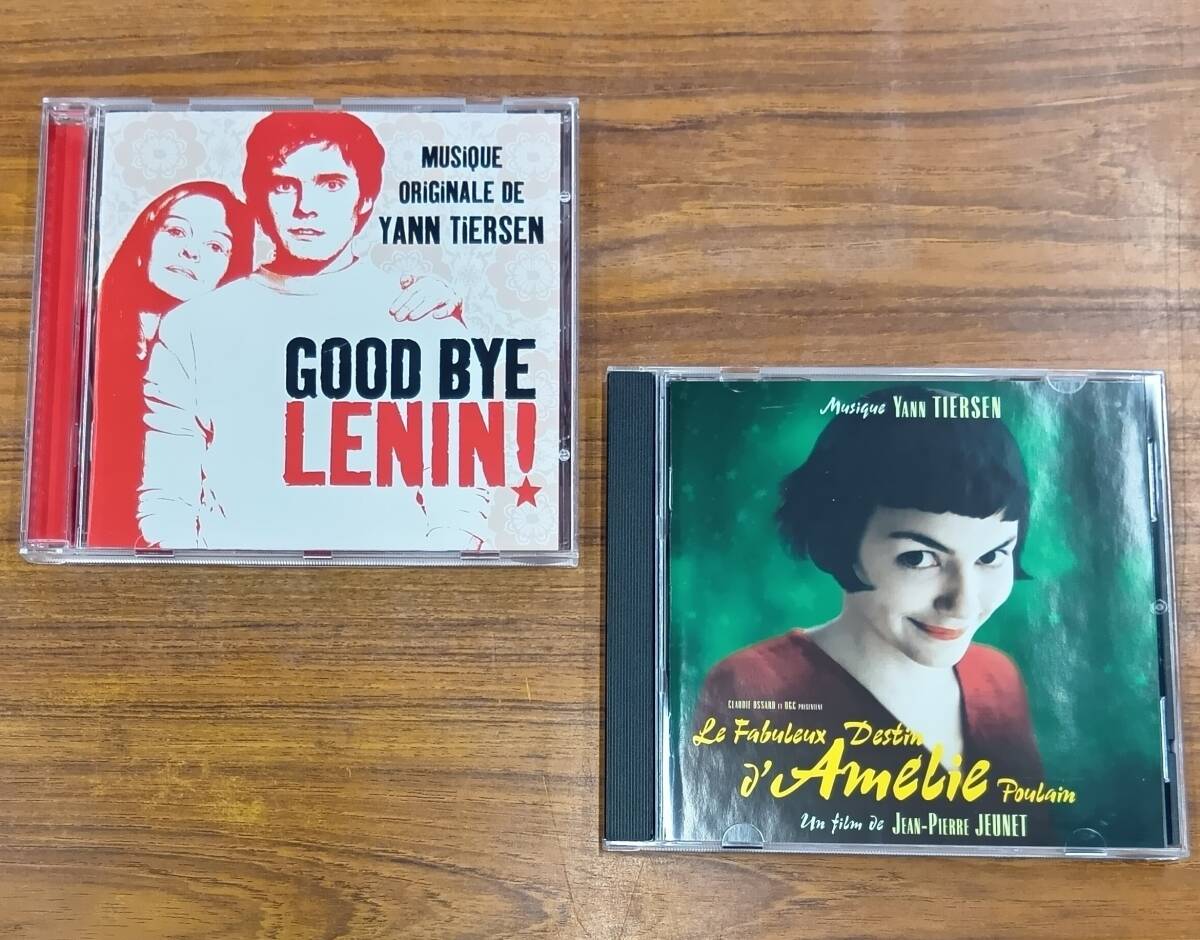 MUSiQUE
ORiGiNALE DE
YANN TiERSEN
GOOD BYE
LENIN!
Musique YANN TIERSEN
CLAUDIE OSSARD ET UGC PRÉSENTENT
Le Fabuleux Destin
d'Amélie Poulain
Un film de JEAN-PIERRE JEUNET